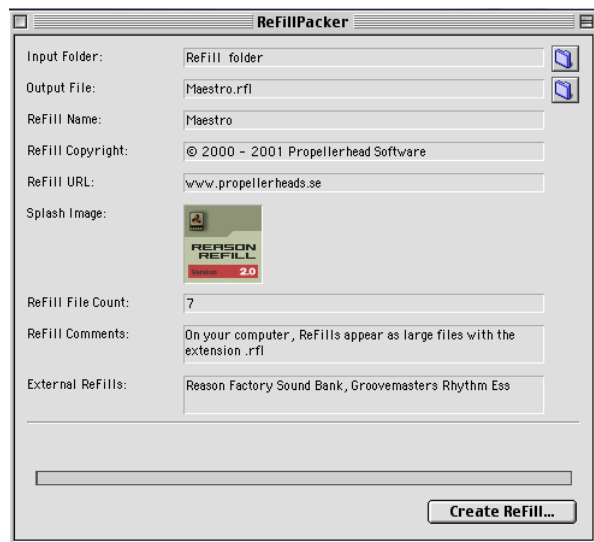 ReFillPacker
Input Folder: ReFill folder
Output File: Maestro.rfl
ReFill Name: Maestro
ReFill Copyright: © 2000 - 2001 Propellerhead Software
ReFill URL: www.propellerheads.se
Splash Image:
REASON
REFILL
Version 2.0
ReFill File Count: 7
ReFill Comments: On your computer, ReFills appear as large files with the
extension .rfl
External ReFills: Reason Factory Sound Bank, Groovemasters Rhythm Ess
Create ReFill...